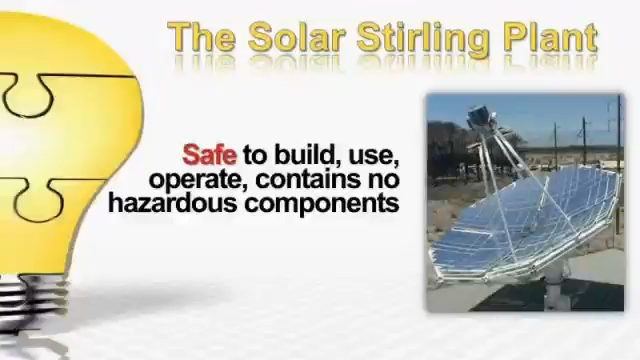 The Solar Stirling Plant
Safe to build, use,
operate, contains no
hazardous components